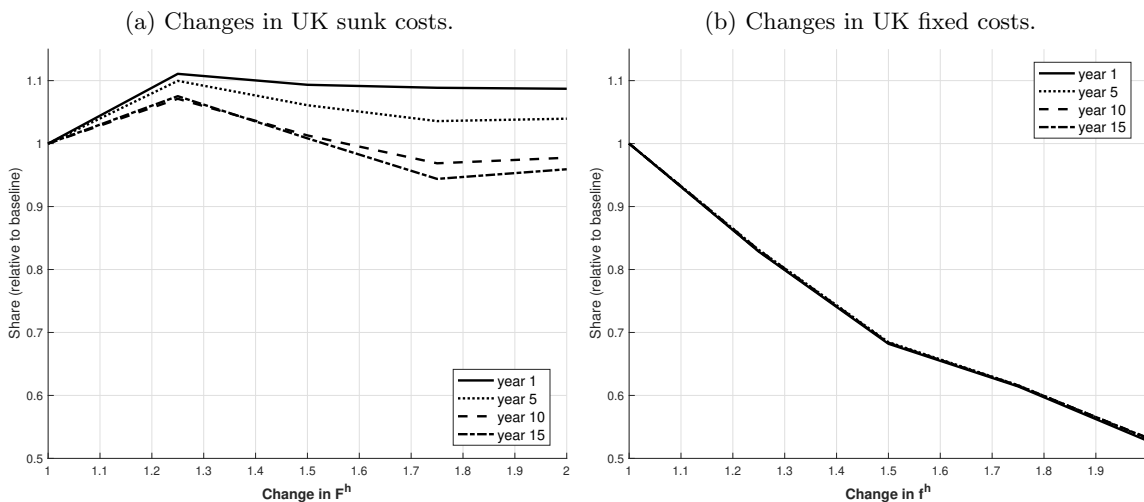 (a) Changes in UK sunk costs.
1.1
1
0.9
0.8
0.7
0.6
0.5
Share (relative to baseline)
year 1
year 5
year 10
year 15
1 1.1 1.2 1.3 1.4 1.5 1.6 1.7 1.8 1.9 2
Change in F^h
(b) Changes in UK fixed costs.
1.1
1
0.9
0.8
0.7
0.6
0.5
Share (relative to baseline)
year 1
year 5
year 10
year 15
1 1.1 1.2 1.3 1.4 1.5 1.6 1.7 1.8 1.9
Change in f^h